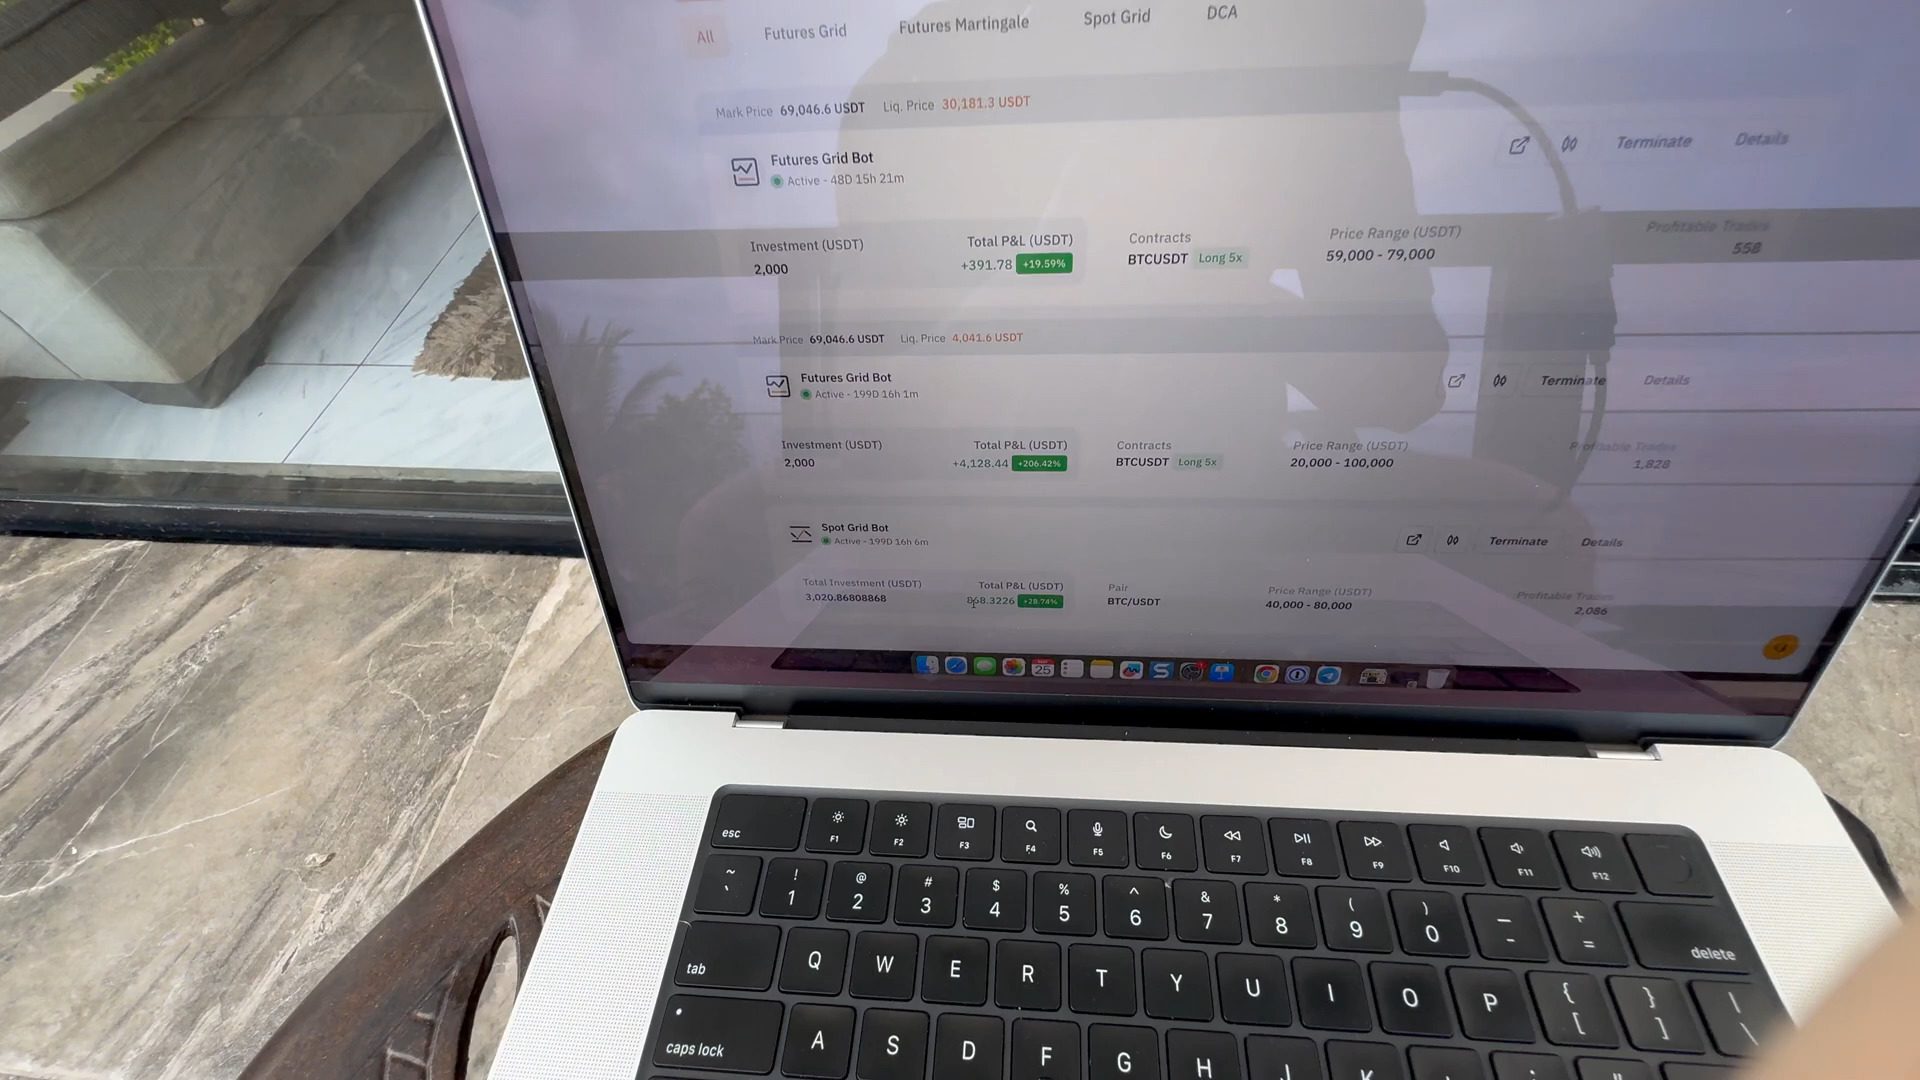 All Futures Grid Futures Martingale Spot Grid DCA
Mark Price 69,046.6 USDT Liq. Price 30,181.3 USDT
Futures Grid Bot
Active - 48D 15h 21m
Terminate Details
Investment (USDT) Total P&L (USDT) Contracts Price Range (USDT) Profitable Trades
2,000 +391.78 +19.59% BTCUSDT Long 5x 59,000 - 79,000 558
Mark Price 69,046.6 USDT Liq. Price 4,041.6 USDT
Futures Grid Bot
Active - 199D 16h 1m
Terminate Details
Investment (USDT) Total P&L (USDT) Contracts Price Range (USDT) Profitable Trades
2,000 +4,128.44 +206.42% BTCUSDT Long 5x 20,000 - 100,000 1,828
Spot Grid Bot
Active - 199D 16h 6m
Terminate Details
Total Investment (USDT) Total P&L (USDT) Pair Price Range (USDT) Profitable Trades
3,020.86808868 868.3226 +28.74% BTC/USDT 40,000 - 80,000 2,086
25
esc F1 F2 F3 F4 F5 F6 F7 F8 F9 F10 F11 F12
~ ! @ # $ % ^ & * ( ) _ +
` 1 2 3 4 5 6 7 8 9 0 - = delete
tab Q W E R T Y U I O P { [ } ] | \
caps lock A S D F G H J K